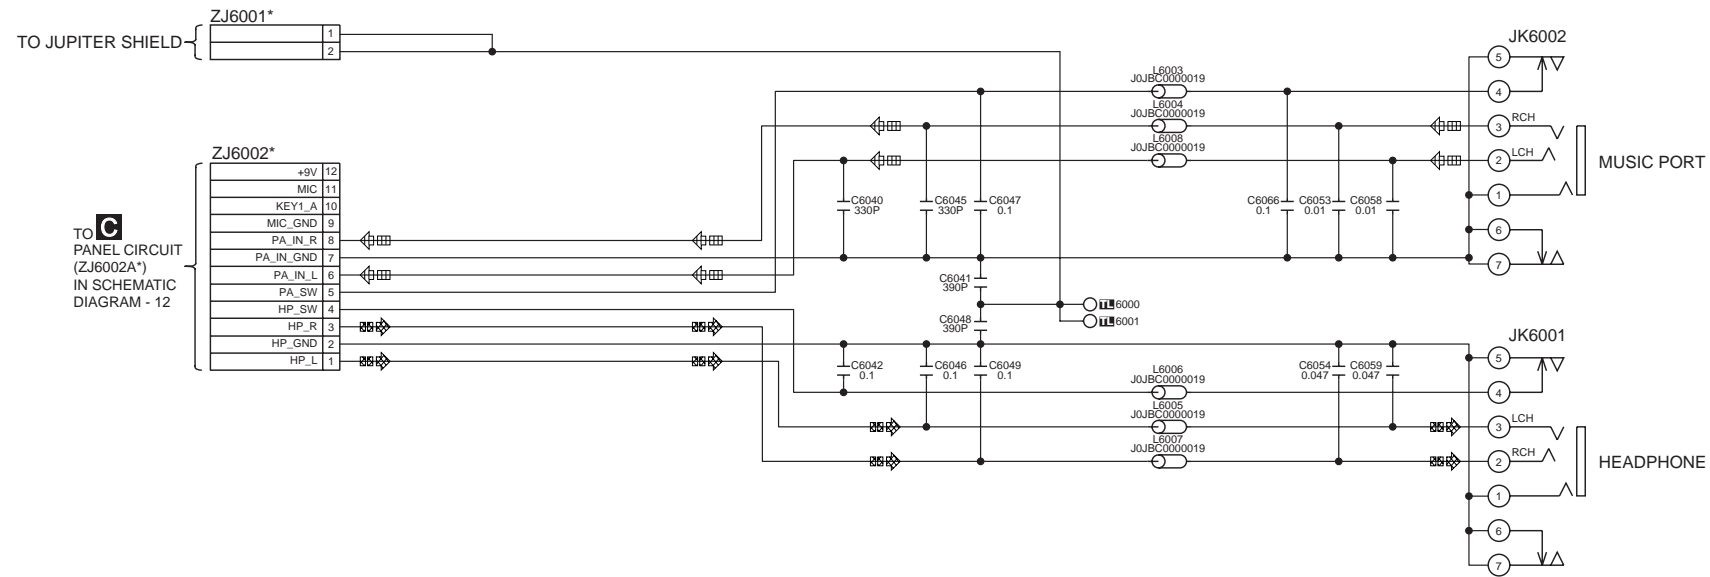 ZJ6001*
TO JUPITER SHIELD
1
2
ZJ6002*
TO C
PANEL CIRCUIT
(ZJ6002A*)
IN SCHEMATIC
DIAGRAM - 12
+9V 12
MIC 11
KEY1_A 10
MIC_GND 9
PA_IN_R 8
PA_IN_GND 7
PA_IN_L 6
PA_SW 5
HP_SW 4
HP_R 3
HP_GND 2
HP_L 1
C6040
330P
C6045
330P
C6047
0.1
C6041
390P
C6048
390P
TL 6000
TL 6001
C6042
0.1
C6046
0.1
C6049
0.1
L6003
J0JBC0000019
L6004
J0JBC0000019
L6008
J0JBC0000019
C6066
0.1
C6053
0.01
C6058
0.01
L6006
J0JBC0000019
L6005
J0JBC0000019
L6007
J0JBC0000019
C6054
0.047
C6059
0.047
JK6002
5
4
3 RCH
2 LCH
1
6
7
MUSIC PORT
JK6001
5
4
3 LCH
2 RCH
1
6
7
HEADPHONE